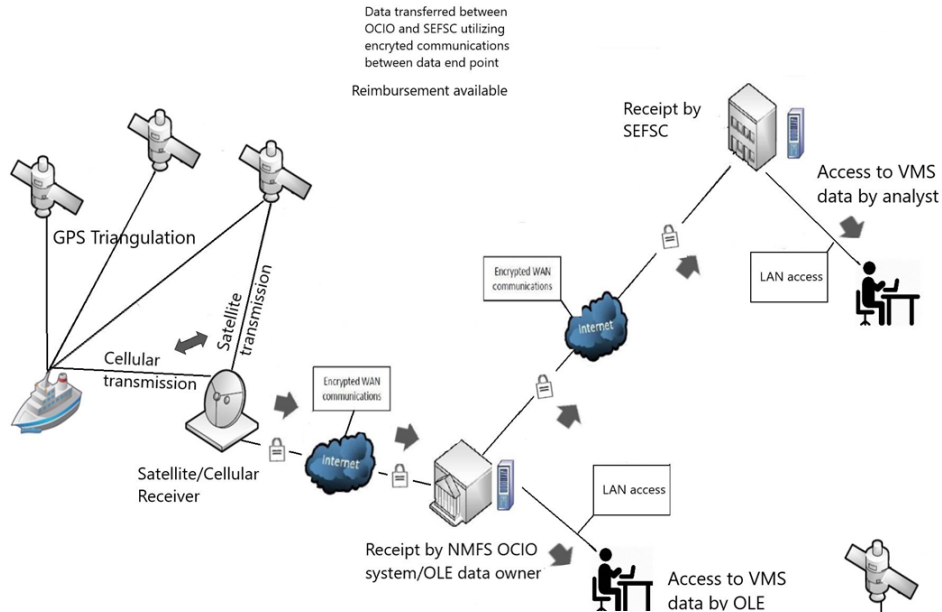 Data transferred between
OCIO and SEFSC utilizing
encryted communications
between data end point
Reimbursement available
Receipt by
SEFSC
Access to VMS
data by analyst
GPS Triangulation
LAN access
Encrypted WAN
communications
Internet
Satellite
transmission
Cellular
transmission
Encrypted WAN
communications
Internet
Satellite/Cellular
Receiver
LAN access
Receipt by NMFS OCIO
system/OLE data owner
Access to VMS
data by OLE